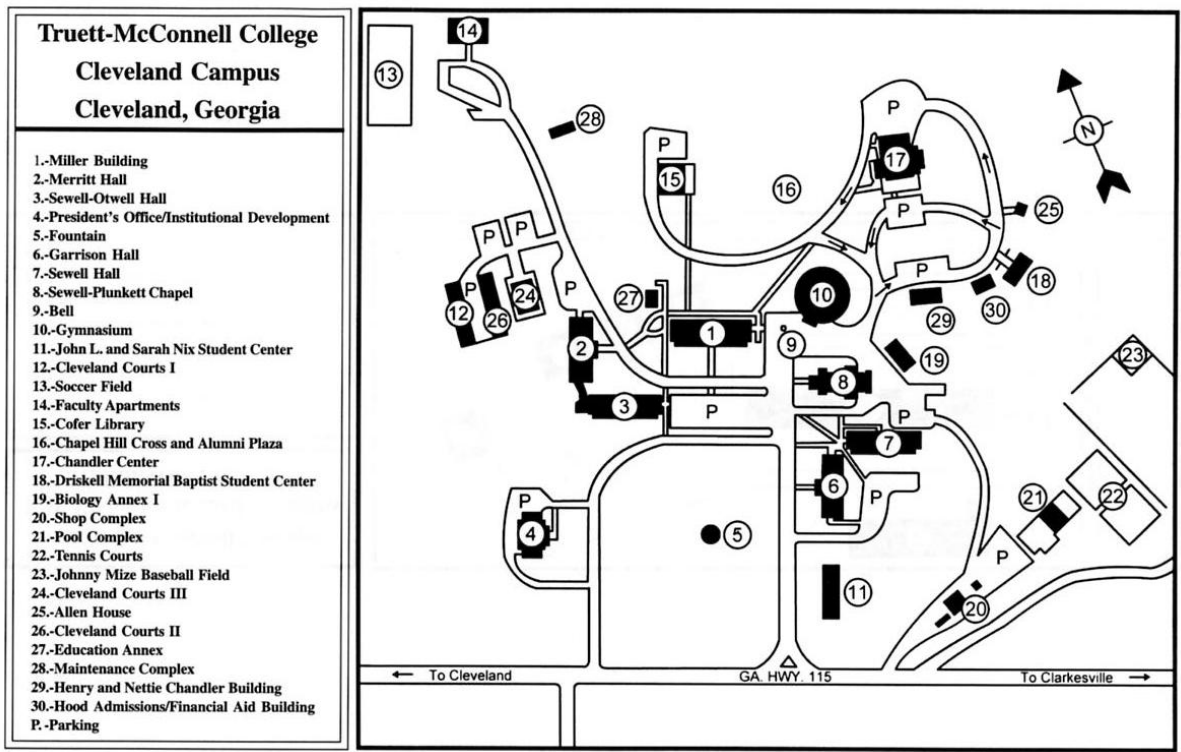 Truett-McConnell College
Cleveland Campus
Cleveland, Georgia
1.-Miller Building
2.-Merritt Hall
3.-Sewell-Otwell Hall
4.-President's Office/Institutional Development
5.-Fountain
6.-Garrison Hall
7.-Sewell Hall
8.-Sewell-Plunkett Chapel
9.-Bell
10.-Gymnasium
11.-John L. and Sarah Nix Student Center
12.-Cleveland Courts I
13.-Soccer Field
14.-Faculty Apartments
15.-Cofer Library
16.-Chapel Hill Cross and Alumni Plaza
17.-Chandler Center
18.-Driskell Memorial Baptist Student Center
19.-Biology Annex I
20.-Shop Complex
21.-Pool Complex
22.-Tennis Courts
23.-Johnny Mize Baseball Field
24.-Cleveland Courts III
25.-Allen House
26.-Cleveland Courts II
27.-Education Annex
28.-Maintenance Complex
29.-Henry and Nettie Chandler Building
30.-Hood Admissions/Financial Aid Building
P.-Parking
14
13
28
P
17
N
P
15
16
25
P
P
P
P
18
12
P
26
24
P
27
10
30
29
1
2
9
19
23
8
3
P
P
7
6
P
21
22
P
4
5
P
11
20
← To Cleveland
GA. HWY. 115
To Clarkesville →